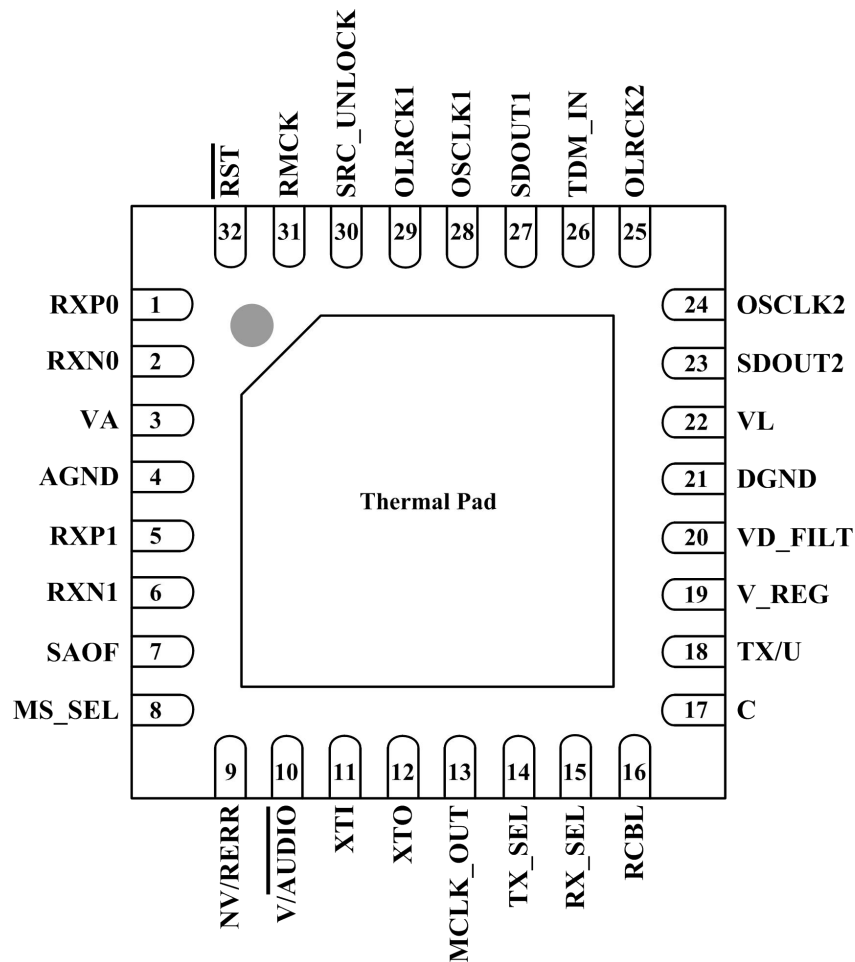 RST
RMCK
SRC_UNLOCK
OLRCK1
OSCLK1
SDOUT1
TDM_IN
OLRCK2
32
31
30
29
28
27
26
25
RXP0 1
RXN0 2
VA 3
AGND 4
RXP1 5
RXN1 6
SAOF 7
MS_SEL 8
Thermal Pad
24 OSCLK2
23 SDOUT2
22 VL
21 DGND
20 VD_FILT
19 V_REG
18 TX/U
17 C
9
10
11
12
13
14
15
16
NV/RERR
V/AUDIO
XTI
XTO
MCLK_OUT
TX_SEL
RX_SEL
RCBL